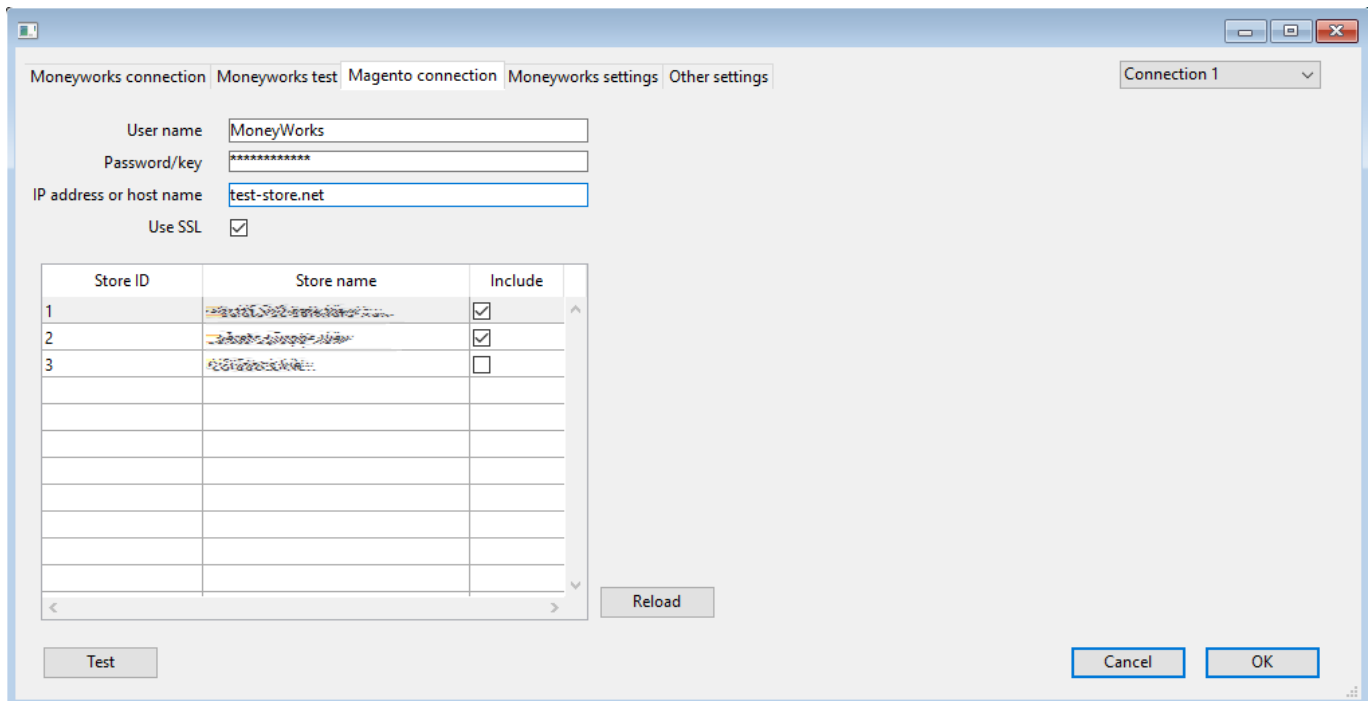 Moneyworks connection Moneyworks test Magento connection Moneyworks settings Other settings Connection 1
User name MoneyWorks
Password/key ************
IP address or host name test-store.net
Use SSL
Store ID Store name Include
1
2
3
Reload
Test Cancel OK